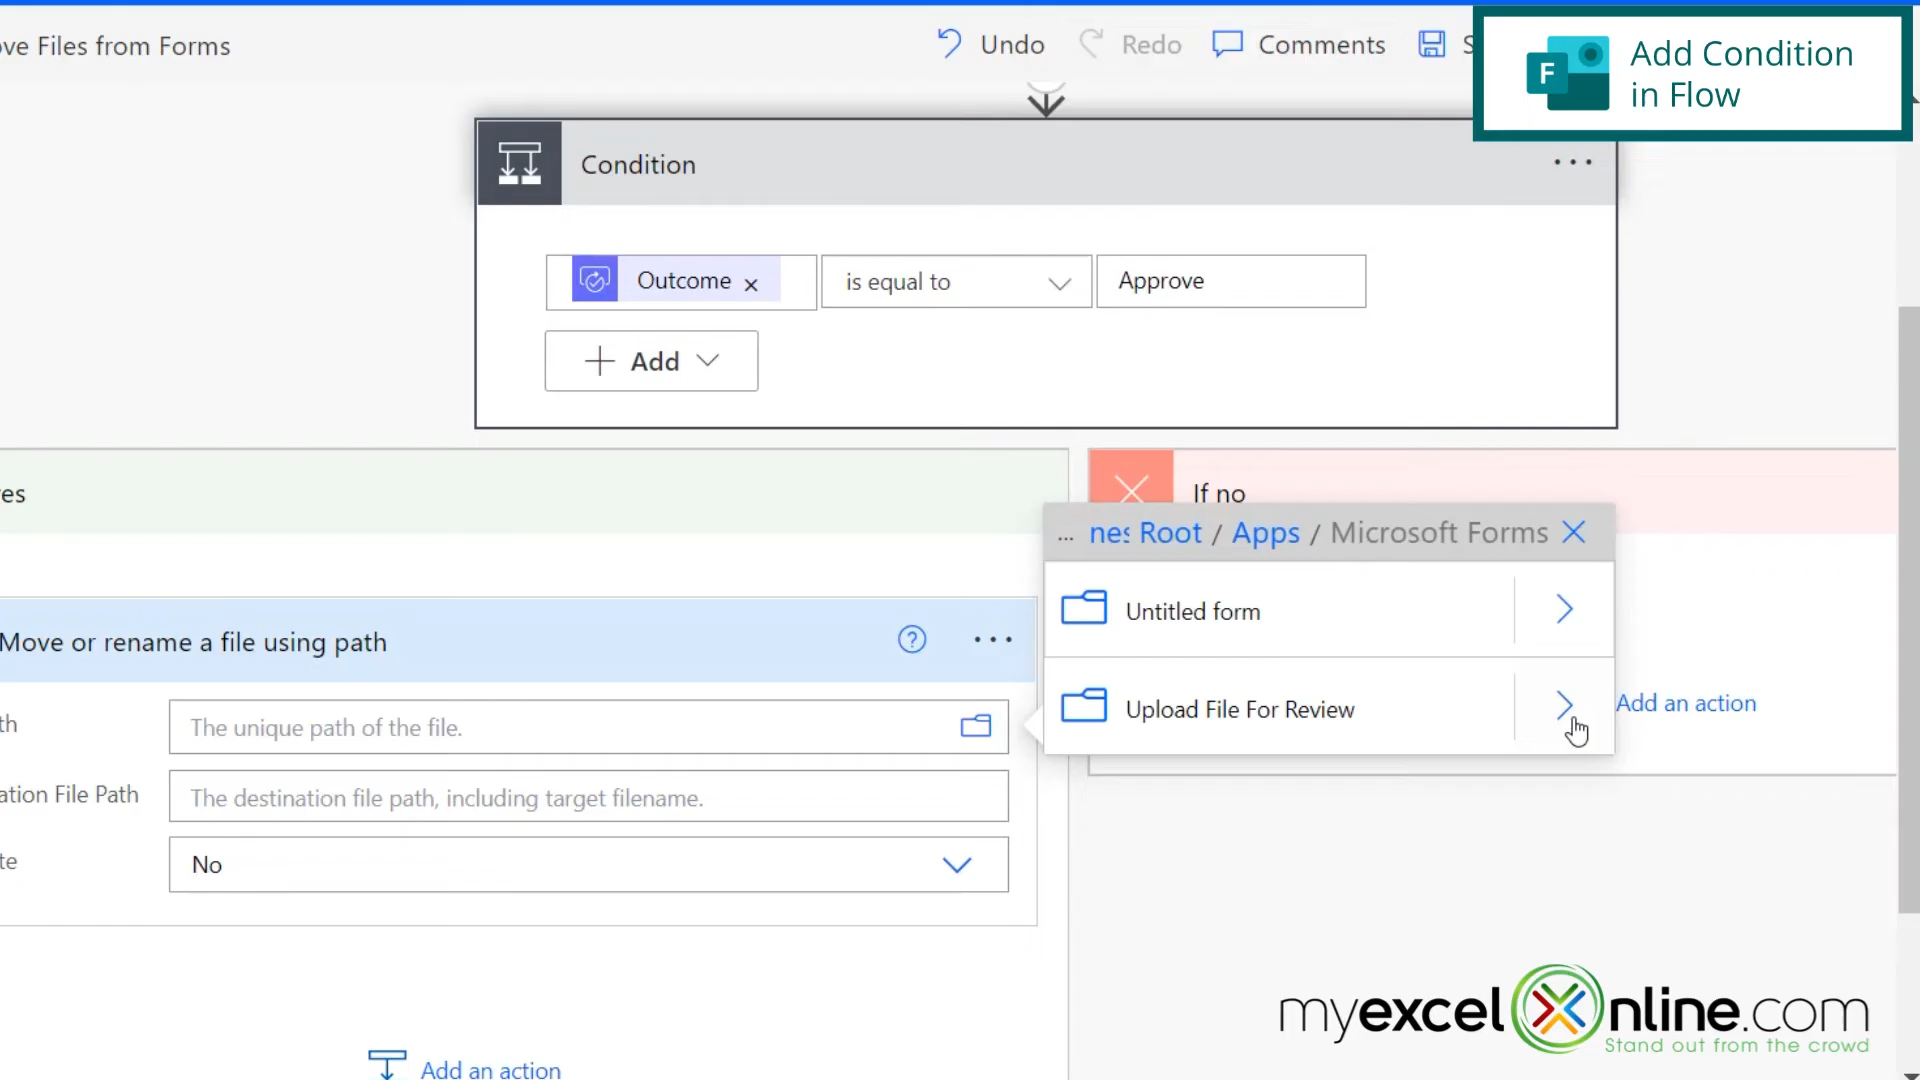 ove Files from Forms
Undo
Redo
Comments
S
F
Add Condition
in Flow
Condition
...
Outcome ×
is equal to
Approve
+ Add
es
If no
... nes Root / Apps / Microsoft Forms
Untitled form
Upload File For Review
Move or rename a file using path
?
...
Add an action
th
The unique path of the file.
ation File Path
The destination file path, including target filename.
te
No
Add an action
myexcelonline.com
Stand out from the crowd